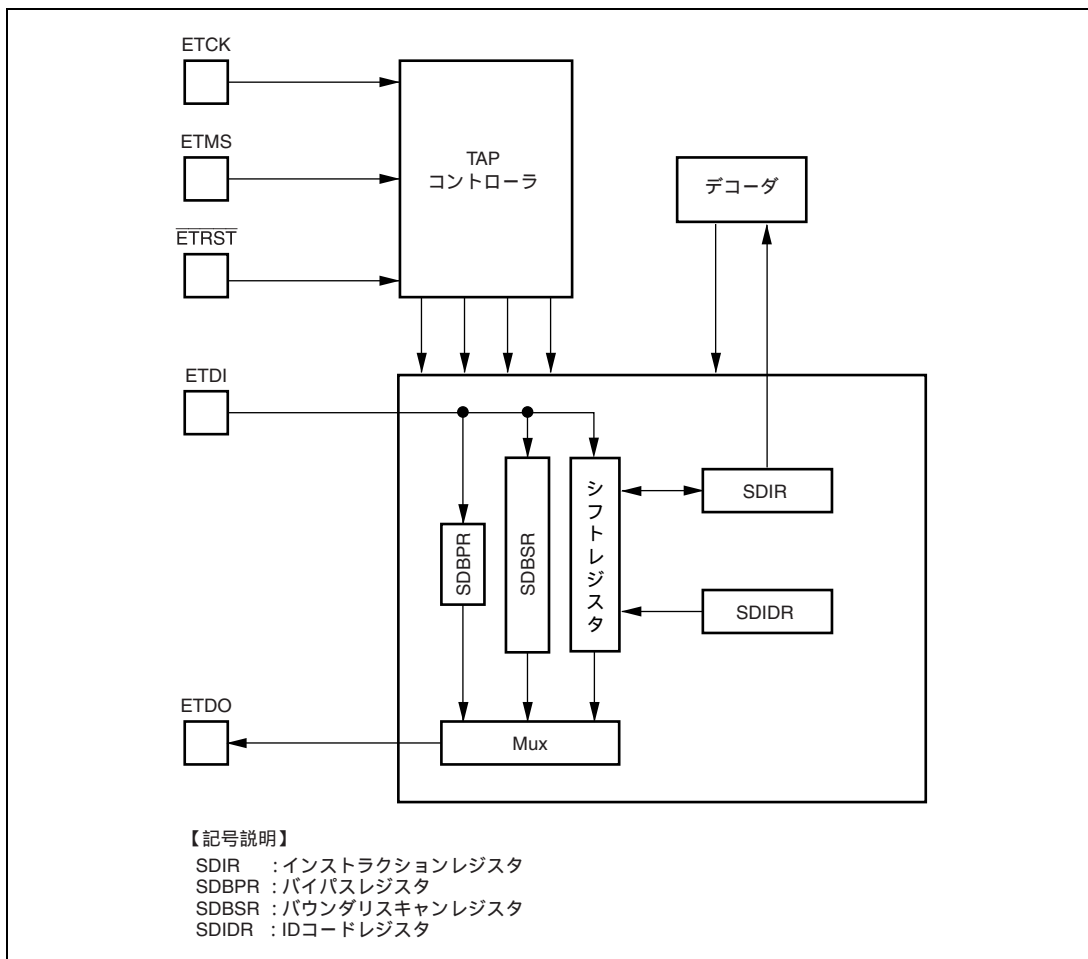 ETCK
ETMS
ETRST
ETDI
ETDO
TAP
コントローラ
デコーダ
SDBPR
SDBSR
シフトレジスタ
SDIR
SDIDR
Mux
【記号説明】
SDIR : インストラクションレジスタ
SDBPR : バイパスレジスタ
SDBSR : バウンダリスキャンレジスタ
SDIDR : IDコードレジスタ